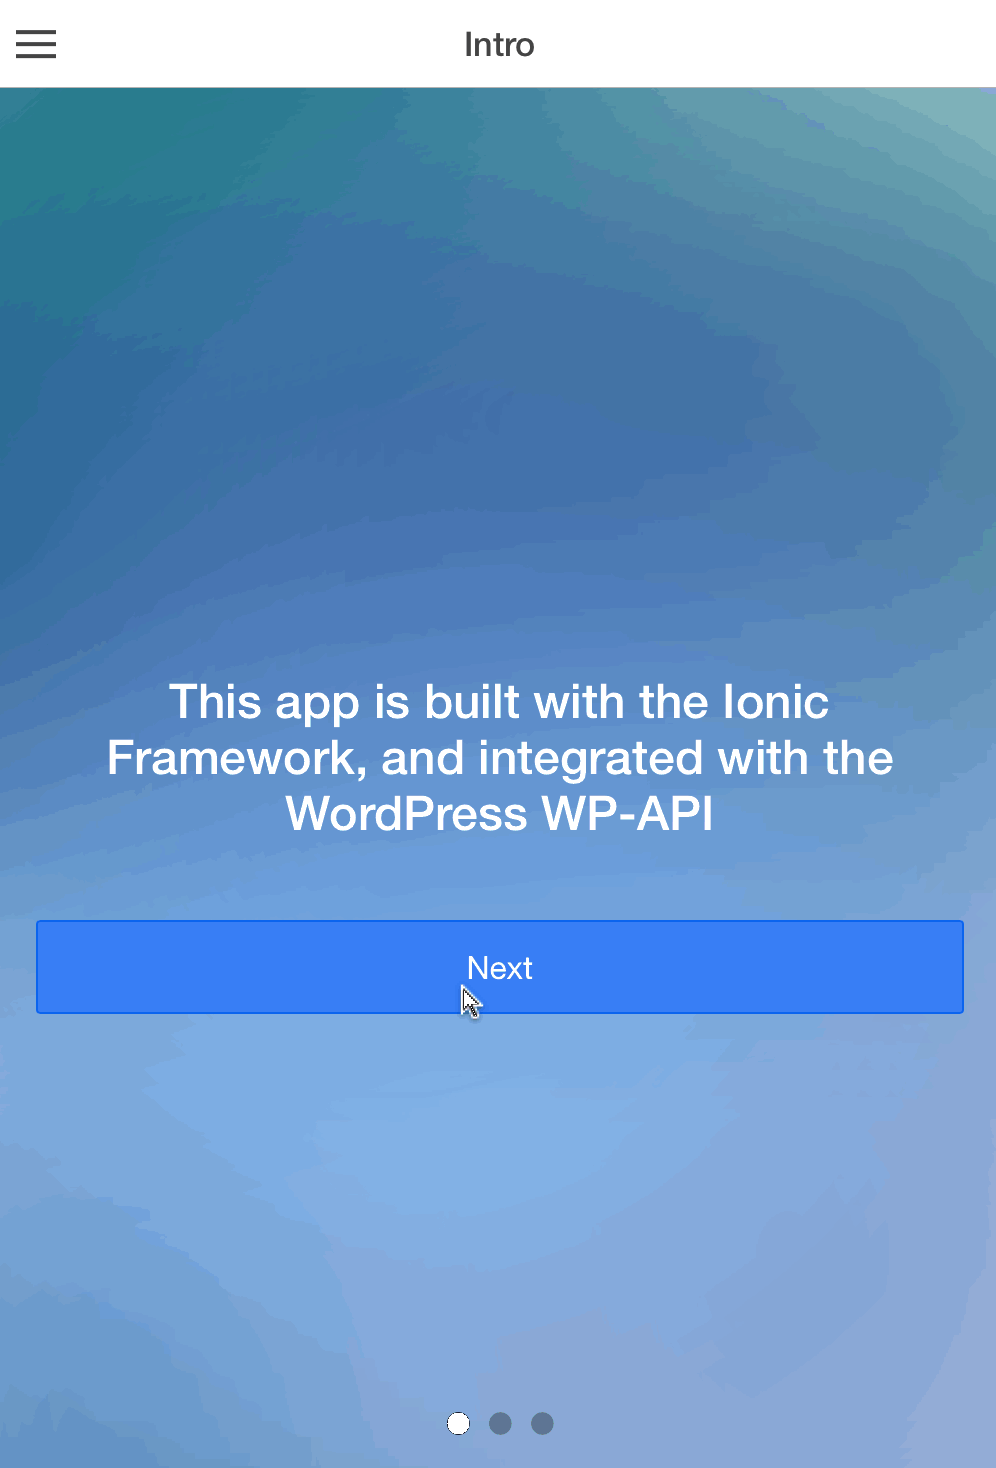 Intro
This app is built with the Ionic
Framework, and integrated with the
WordPress WP-API
Next